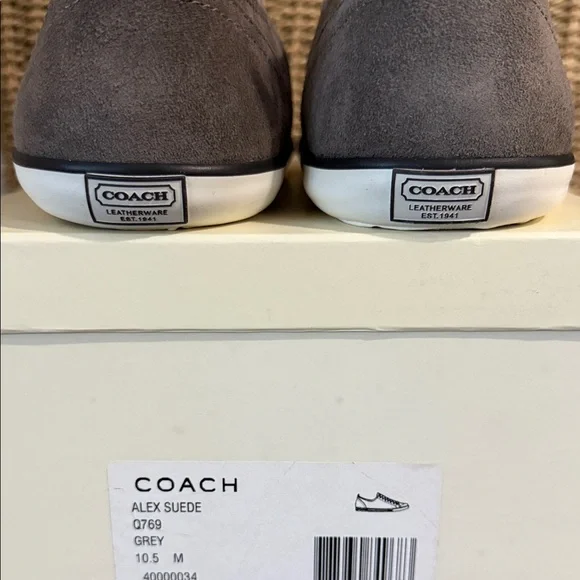 COACH
LEATHERWARE
EST.1941
COACH
LEATHERWARE
EST.1941
COACH
ALEX SUEDE
Q769
GREY
10.5 M
40000034